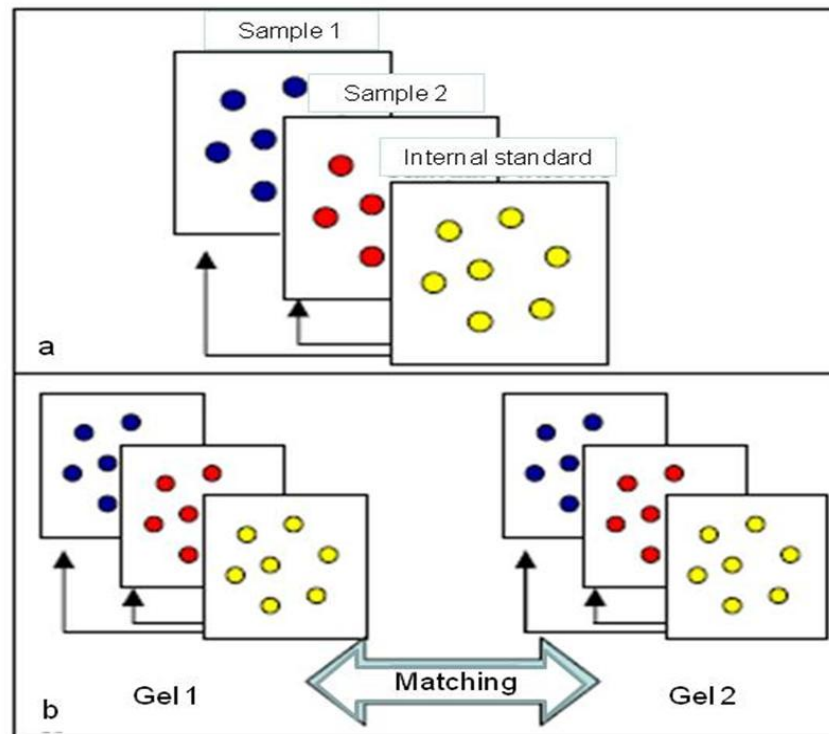 Sample 1
Sample 2
Internal standard
a
Matching
Gel 1
Gel 2
b